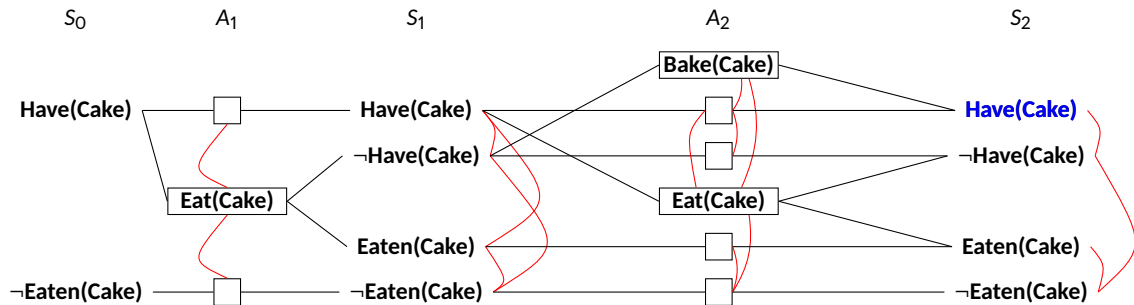 S0 A1 S1 A2 S2
Bake(Cake)
Have(Cake) Have(Cake) Have(Cake)
¬Have(Cake) ¬Have(Cake)
Eat(Cake) Eat(Cake)
Eaten(Cake) Eaten(Cake)
¬Eaten(Cake) ¬Eaten(Cake) ¬Eaten(Cake)